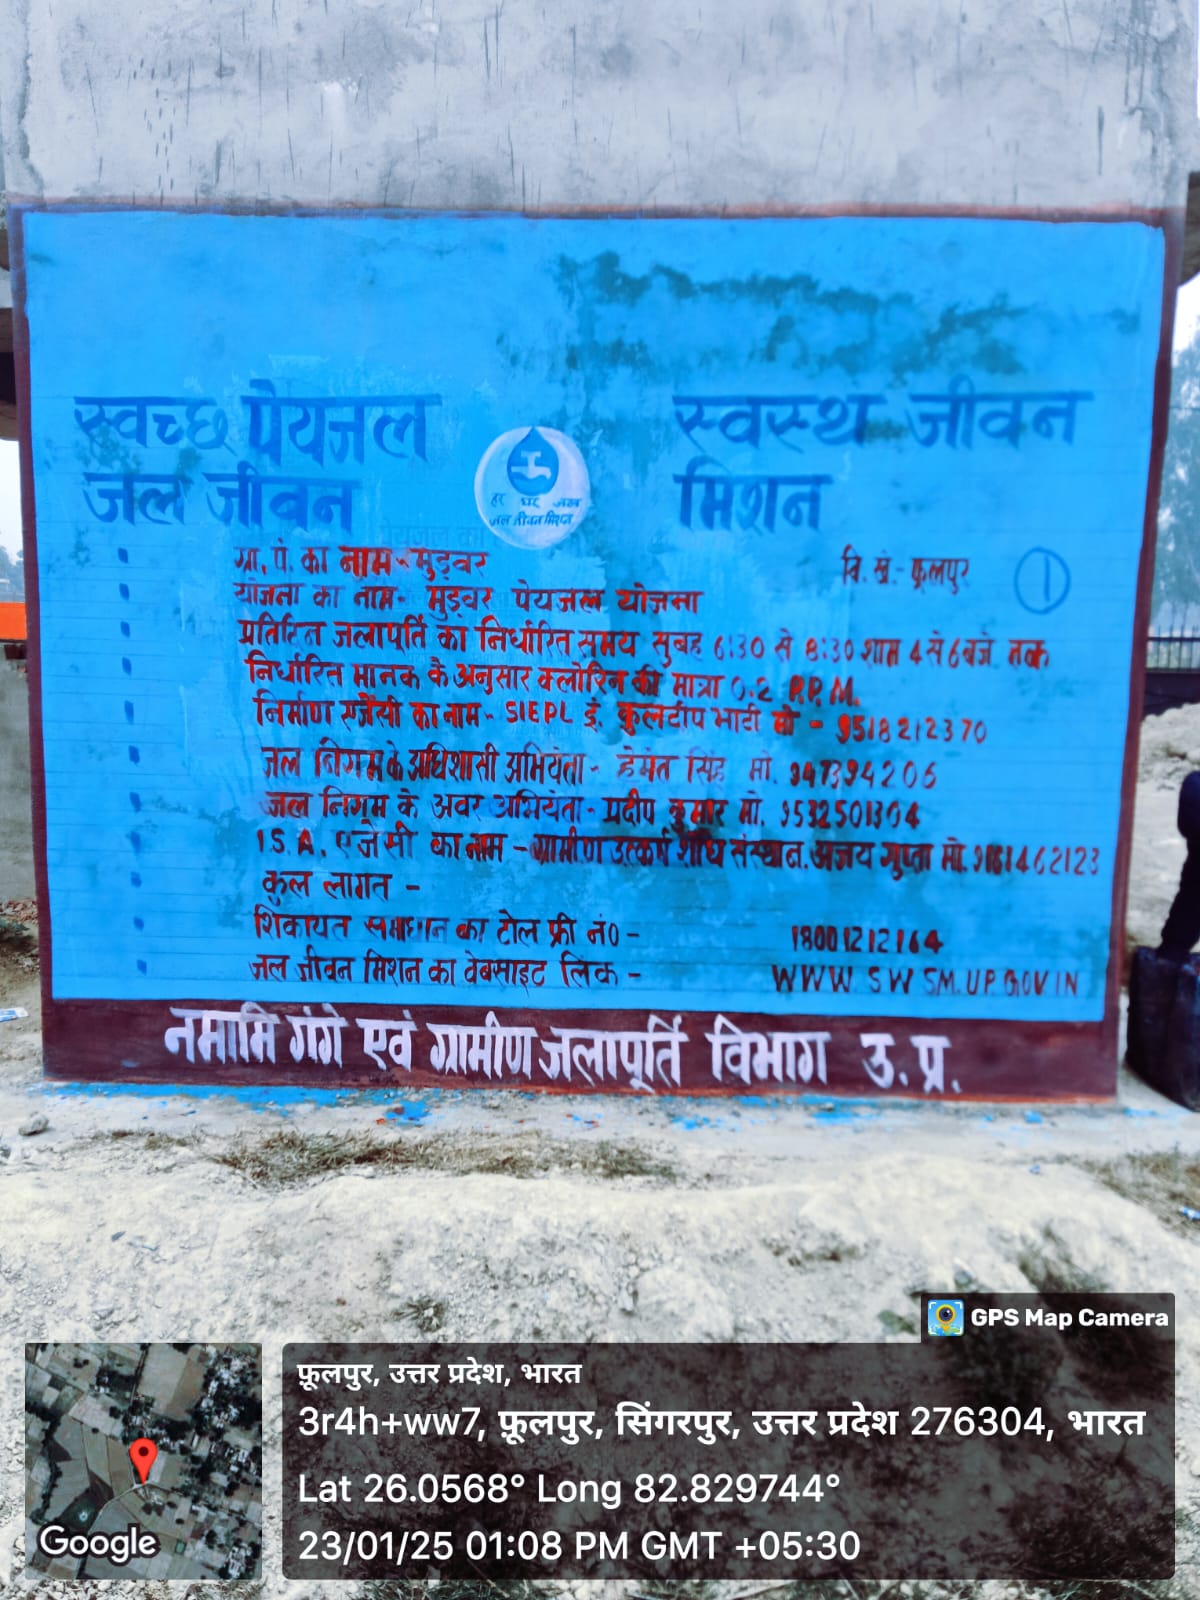 स्वच्छ पेयजल स्वस्थ जीवन
जल जीवन मिशन
हर घर जल
जल जीवन मिशन
ग्रा. पं. का नाम - मुड़वर वि. खं.- फूलपुर 1
योजना का नाम- मुड़वर पेयजल योजना
प्रतिदिन जलापूर्ति का निर्धारित समय सुबह 6:30 से 8:30 शाम 4 से 6 बजे तक
निर्धारित मानक के अनुसार क्लोरिन की मात्रा 0.2 P.P.M.
निर्माण एजेंसी का नाम- SIEPL इं. कुलदीप भाटी मो - 9518212370
जल निगम के अधिशासी अभियंता- हेमंत सिंह मो. 947394206
जल निगम के अवर अभियंता- प्रदीप कुमार मो. 9532501304
I.S.A. एजेंसी का नाम - ग्रामीण उत्कर्ष शोध संस्थान. अजय गुप्ता मो. 9161462123
कुल लागत -
शिकायत समाधान का टोल फ्री नं0 - 18001212164
जल जीवन मिशन का वेबसाइट लिंक - WWW.SWSM.UP.GOV.IN
नमामि गंगे एवं ग्रामीण जलापूर्ति विभाग उ. प्र.
GPS Map Camera
फूलपुर, उत्तर प्रदेश, भारत
3r4h+ww7, फूलपुर, सिंगरपुर, उत्तर प्रदेश 276304, भारत
Lat 26.0568° Long 82.829744°
23/01/25 01:08 PM GMT +05:30
Google